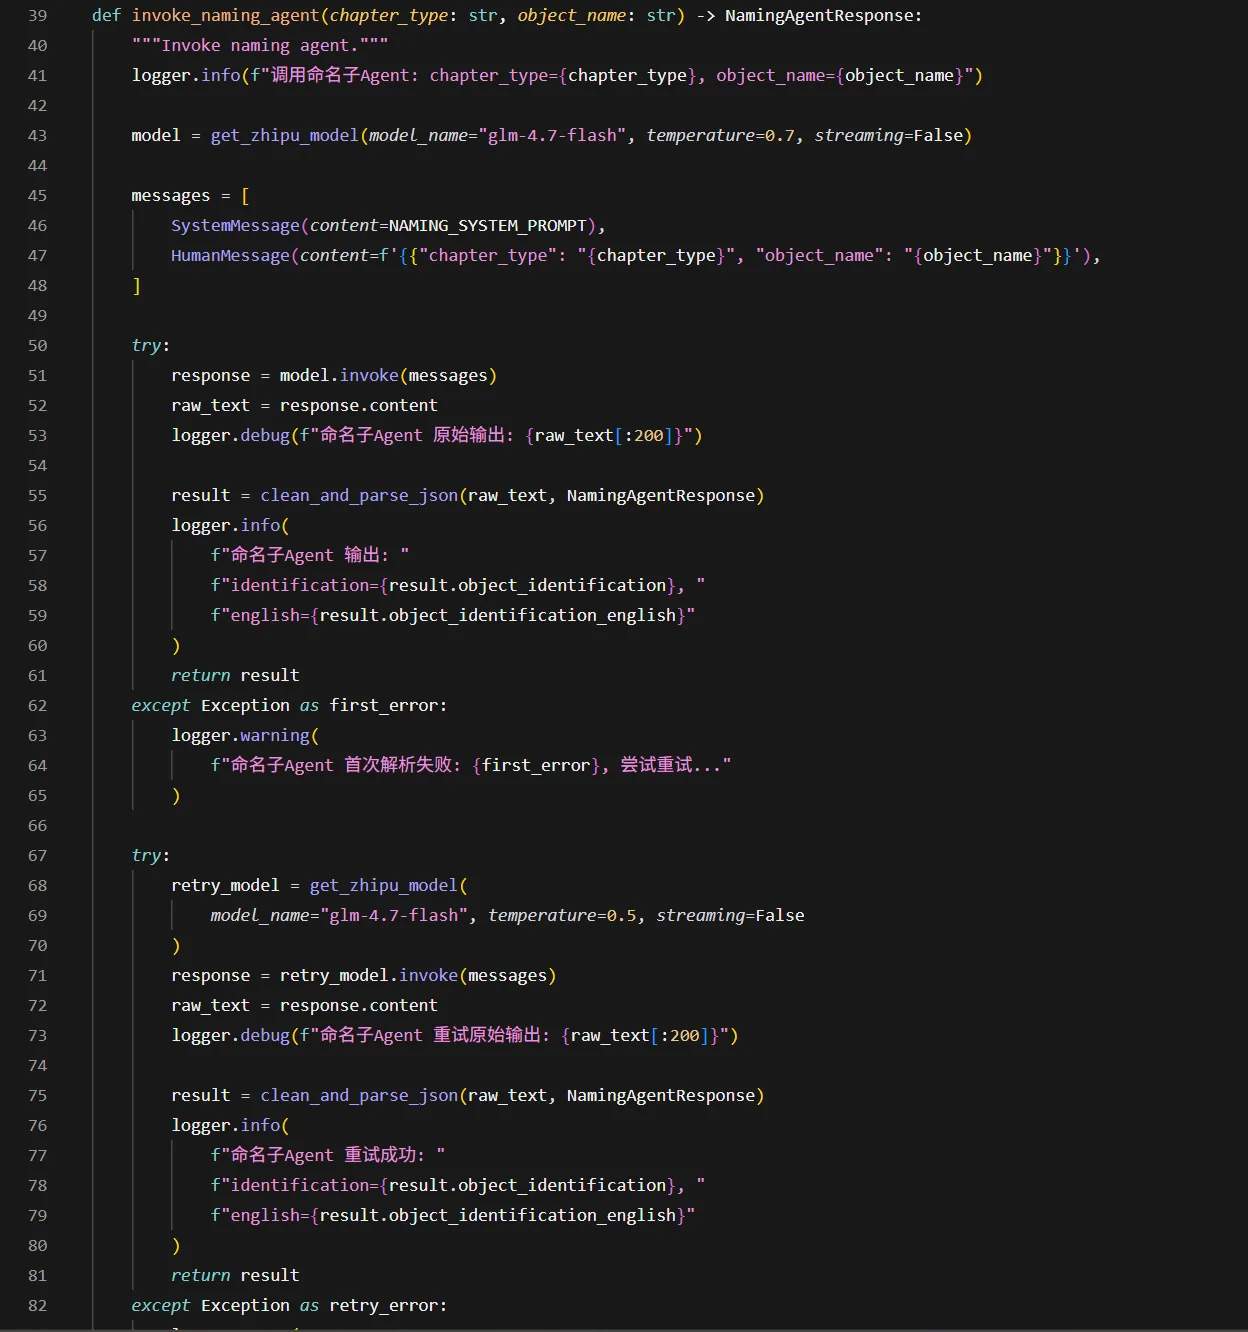 39 def invoke_naming_agent(chapter_type: str, object_name: str) -> NamingAgentResponse:
40     """Invoke naming agent."""
41     logger.info(f"调用命名子Agent: chapter_type={chapter_type}, object_name={object_name}")
42
43     model = get_zhipu_model(model_name="glm-4.7-flash", temperature=0.7, streaming=False)
44
45     messages = [
46         SystemMessage(content=NAMING_SYSTEM_PROMPT),
47         HumanMessage(content=f'{{"chapter_type": "{chapter_type}", "object_name": "{object_name}"}}'),
48     ]
49
50     try:
51         response = model.invoke(messages)
52         raw_text = response.content
53         logger.debug(f"命名子Agent 原始输出: {raw_text[:200]}")
54
55         result = clean_and_parse_json(raw_text, NamingAgentResponse)
56         logger.info(
57             f"命名子Agent 输出: "
58             f"identification={result.object_identification}, "
59             f"english={result.object_identification_english}"
60         )
61         return result
62     except Exception as first_error:
63         logger.warning(
64             f"命名子Agent 首次解析失败: {first_error}, 尝试重试..."
65         )
66
67     try:
68         retry_model = get_zhipu_model(
69             model_name="glm-4.7-flash", temperature=0.5, streaming=False
70         )
71         response = retry_model.invoke(messages)
72         raw_text = response.content
73         logger.debug(f"命名子Agent 重试原始输出: {raw_text[:200]}")
74
75         result = clean_and_parse_json(raw_text, NamingAgentResponse)
76         logger.info(
77             f"命名子Agent 重试成功: "
78             f"identification={result.object_identification}, "
79             f"english={result.object_identification_english}"
80         )
81         return result
82     except Exception as retry_error: